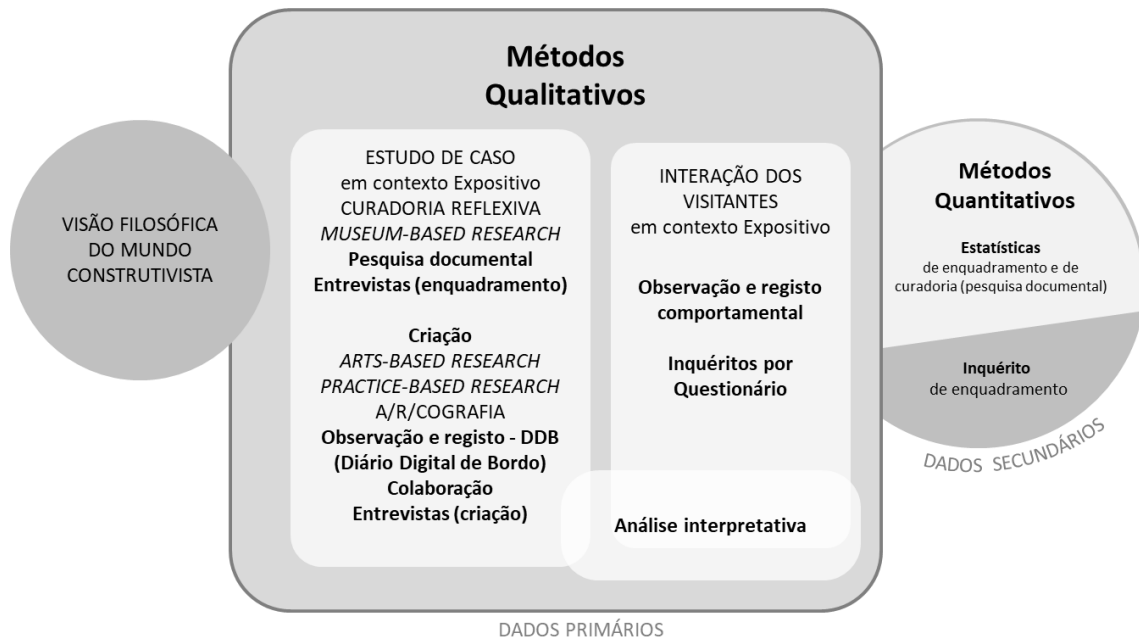 Métodos
Qualitativos
VISÃO FILOSÓFICA
DO MUNDO
CONSTRUTIVISTA
ESTUDO DE CASO
em contexto Expositivo
CURADORIA REFLEXIVA
MUSEUM-BASED RESEARCH
Pesquisa documental
Entrevistas (enquadramento)
Criação
ARTS-BASED RESEARCH
PRACTICE-BASED RESEARCH
A/R/COGRAFIA
Observação e registo - DDB
(Diário Digital de Bordo)
Colaboração
Entrevistas (criação)
INTERAÇÃO DOS
VISITANTES
em contexto Expositivo
Observação e registo
comportamental
Inquéritos por
Questionário
Análise interpretativa
Métodos
Quantitativos
Estatísticas
de enquadramento e de
curadoria (pesquisa documental)
Inquérito
de enquadramento
DADOS SECUNDÁRIOS
DADOS PRIMÁRIOS